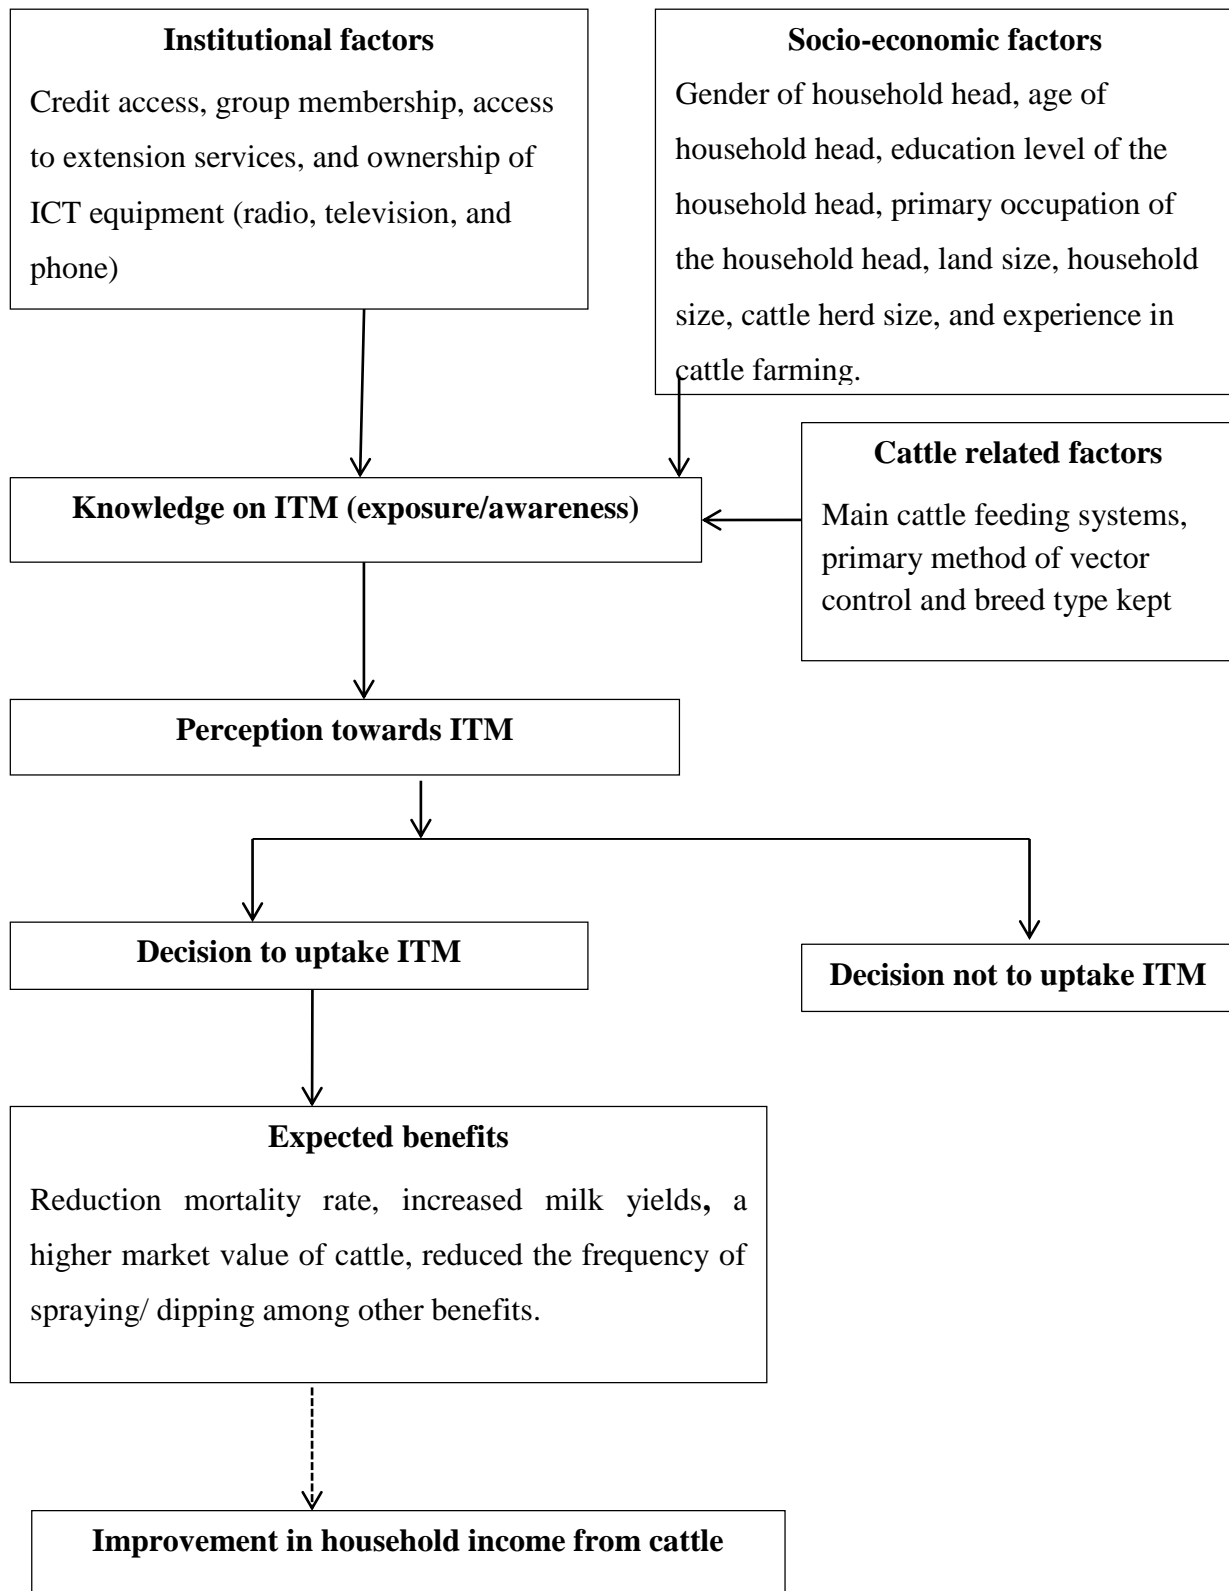 Institutional factors
Credit access, group membership, access
to extension services, and ownership of
ICT equipment (radio, television, and
phone)
Socio-economic factors
Gender of household head, age of
household head, education level of the
household head, primary occupation of
the household head, land size, household
size, cattle herd size, and experience in
cattle farming.
Cattle related factors
Main cattle feeding systems,
primary method of vector
control and breed type kept
Knowledge on ITM (exposure/awareness)
Perception towards ITM
Decision to uptake ITM
Decision not to uptake ITM
Expected benefits
Reduction mortality rate, increased milk yields, a
higher market value of cattle, reduced the frequency of
spraying/ dipping among other benefits.
Improvement in household income from cattle